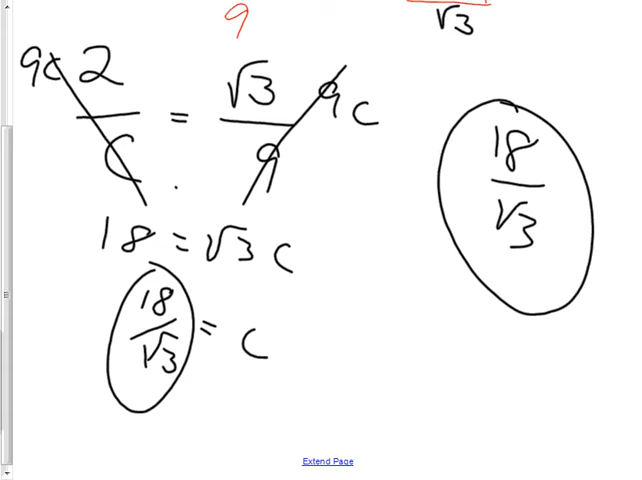 9
√3
9c 2/c = √3/9 9c
18 = √3 c
18/√3 = c
18/√3
Extend Page